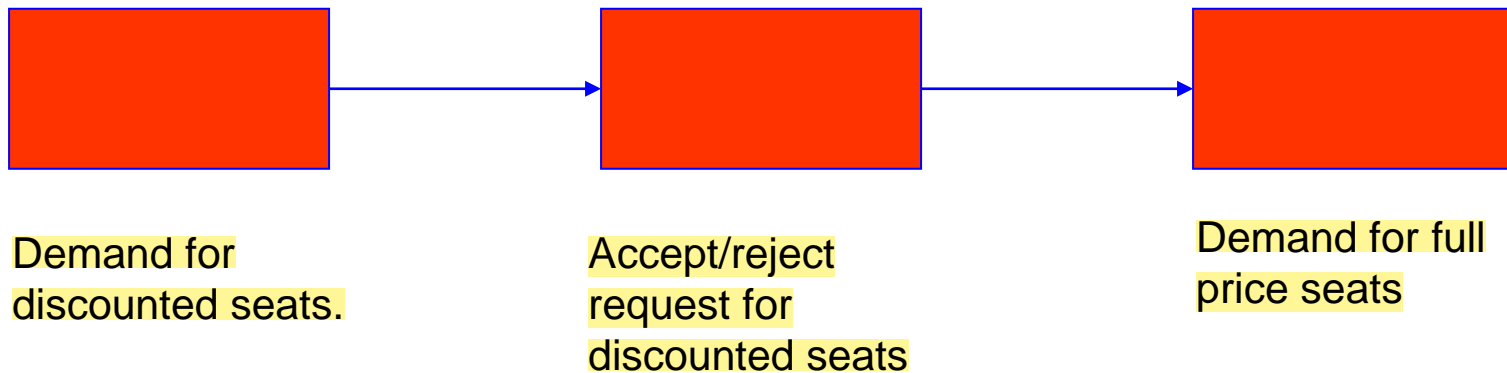 Demand for
discounted seats.
Accept/reject
request for
discounted seats
Demand for full
price seats